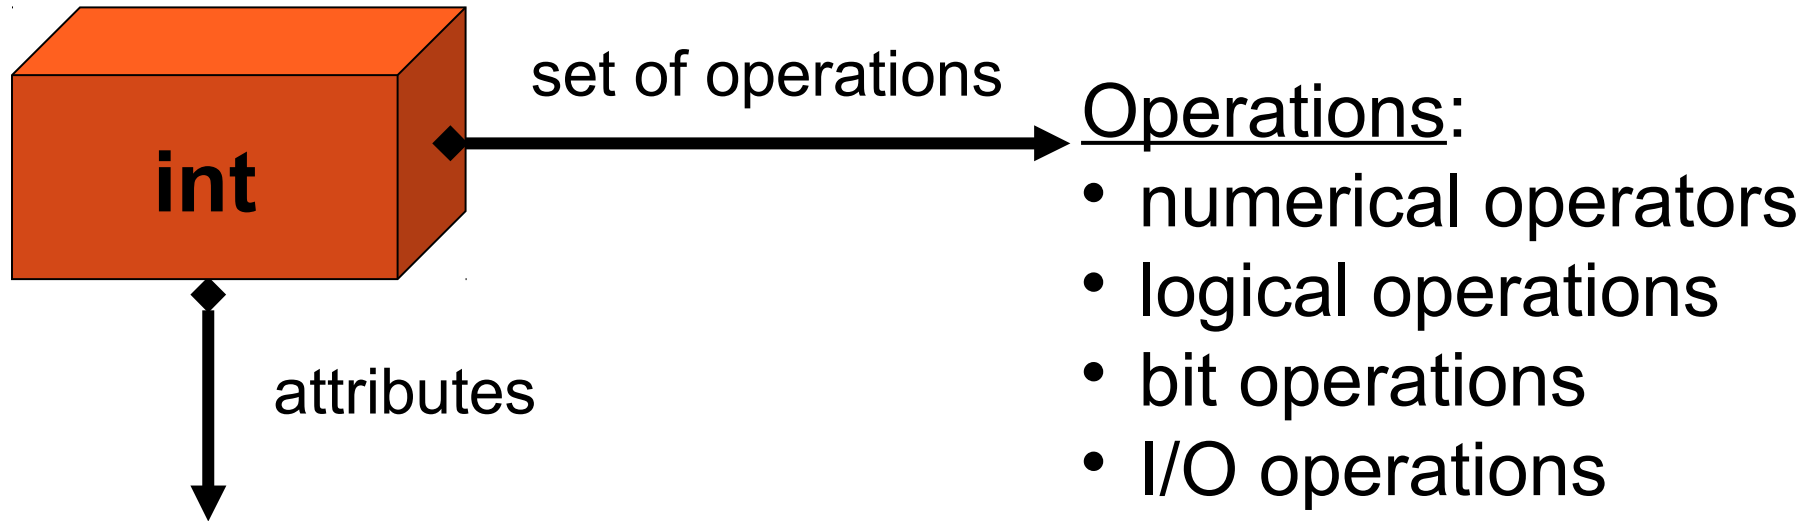 set of operations
int
attributes
Operations:
• numerical operators
• logical operations
• bit operations
• I/O operations